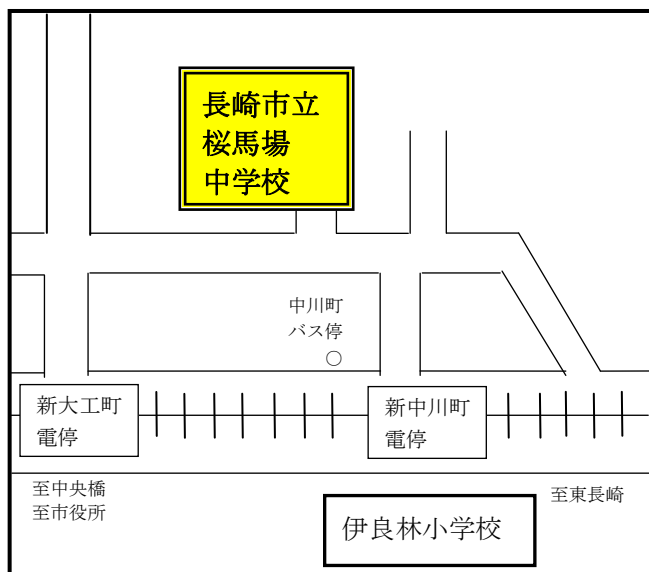 長崎市立
桜馬場
中学校
中川町
バス停
○
新大工町
電停
新中川町
電停
至中央橋
至市役所
至東長崎
伊良林小学校